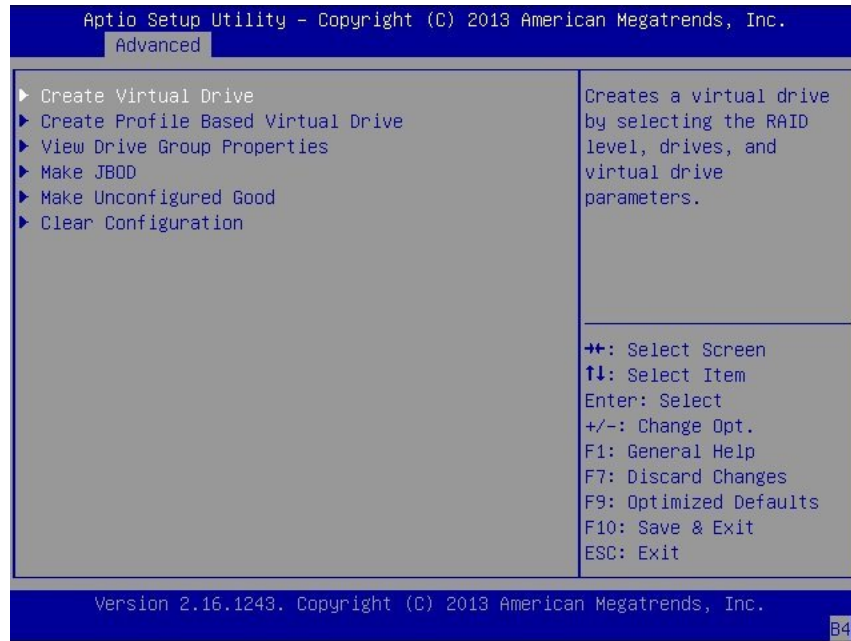 Aptio Setup Utility – Copyright (C) 2013 American Megatrends, Inc.
Advanced
▶ Create Virtual Drive
▶ Create Profile Based Virtual Drive
▶ View Drive Group Properties
▶ Make JBOD
▶ Make Unconfigured Good
▶ Clear Configuration
Creates a virtual drive
by selecting the RAID
level, drives, and
virtual drive
parameters.
→←: Select Screen
↑↓: Select Item
Enter: Select
+/-: Change Opt.
F1: General Help
F7: Discard Changes
F9: Optimized Defaults
F10: Save & Exit
ESC: Exit
Version 2.16.1243. Copyright (C) 2013 American Megatrends, Inc.
B4